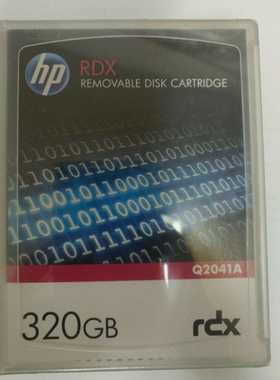 hp
RDX
REMOVABLE DISK CARTRIDGE
Q2041A
320GB
rdx